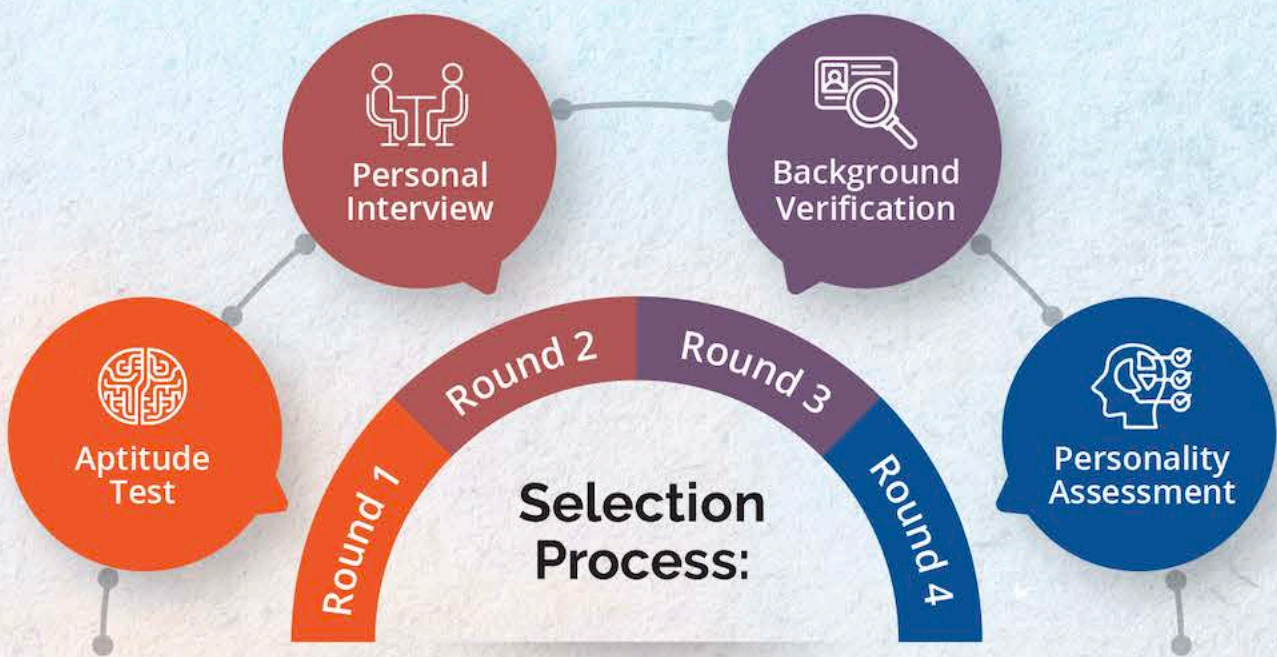 Personal
Interview
Background
Verification
Aptitude
Test
Personality
Assessment
Round 1
Round 2
Round 3
Round 4
Selection
Process: